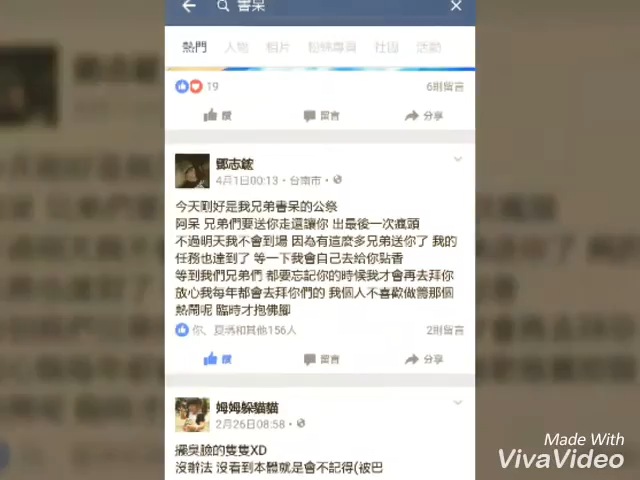 書呆
熱門 人物 相片 粉絲專頁 社團 活動
19 6則留言
讚 留言 分享
鄧志鋐
4月1日00:13・台南市・
今天剛好是我兄弟書呆的公祭
阿呆 兄弟們要送你走還讓你 出最後一次瘋頭
不過明天我不會到場 因為有這麼多兄弟送你了 我的
任務也達到了 等一下我會自己去給你點香
等到我們兄弟們 都要忘記你的時候我才會再去拜你
放心我每年都會去拜你們的 我個人不喜歡做籌那個
熱鬧呢 臨時才抱佛腳
你、夏瑀和其他156人 2則留言
讚 留言 分享
姆姆躲貓貓
2月26日08:58・
擺臭臉的隻隻XD
沒辦法 沒看到本體就是會不記得(被巴
Made With
VivaVideo